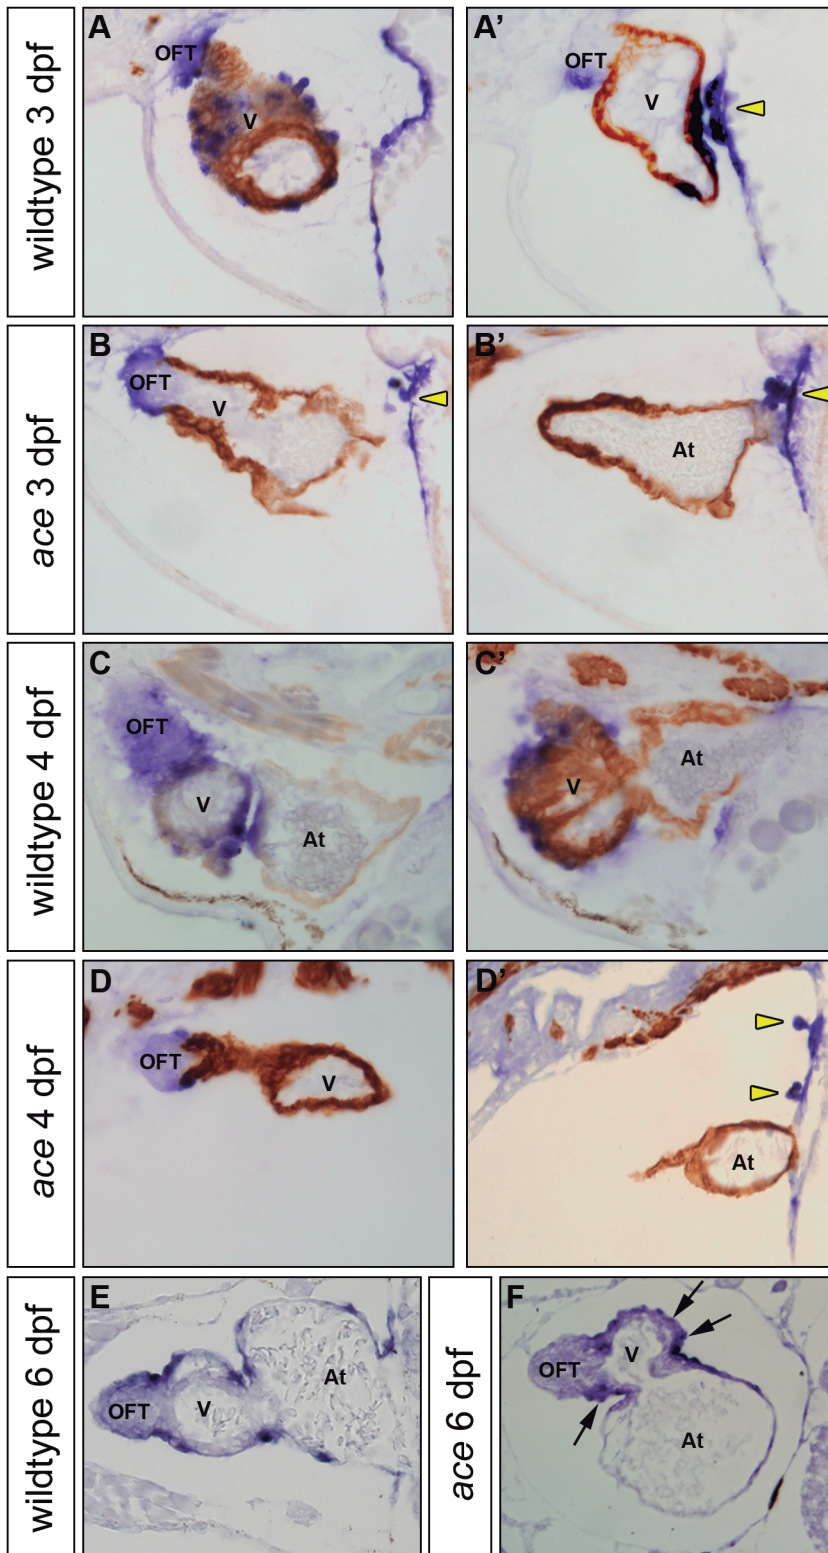 wildtype 3 dpf
A
OFT
V
A’
OFT
V
ace 3 dpf
B
OFT
V
B’
At
wildtype 4 dpf
C
OFT
V
At
C’
V
At
ace 4 dpf
D
OFT
V
D’
At
wildtype 6 dpf
E
OFT
V
At
ace 6 dpf
F
OFT
V
At